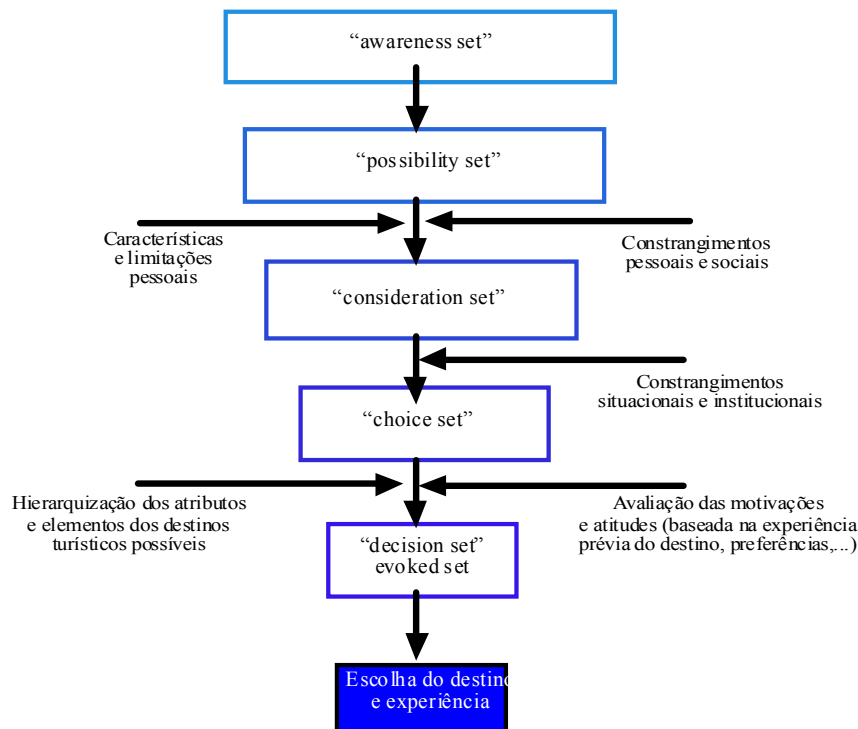 “awareness set”
“possibility set”
Características
e limitações
pessoais
Constrangimentos
pessoais e sociais
“consideration set”
Constrangimentos
situacionais e institucionais
“choice set”
Hierarquização dos atributos
e elementos dos destinos
turísticos possíveis
Avaliação das motivações
e atitudes (baseada na experiência
prévia do destino, preferências,...)
“decision set”
evoked set
Escolha do destino
e experiência